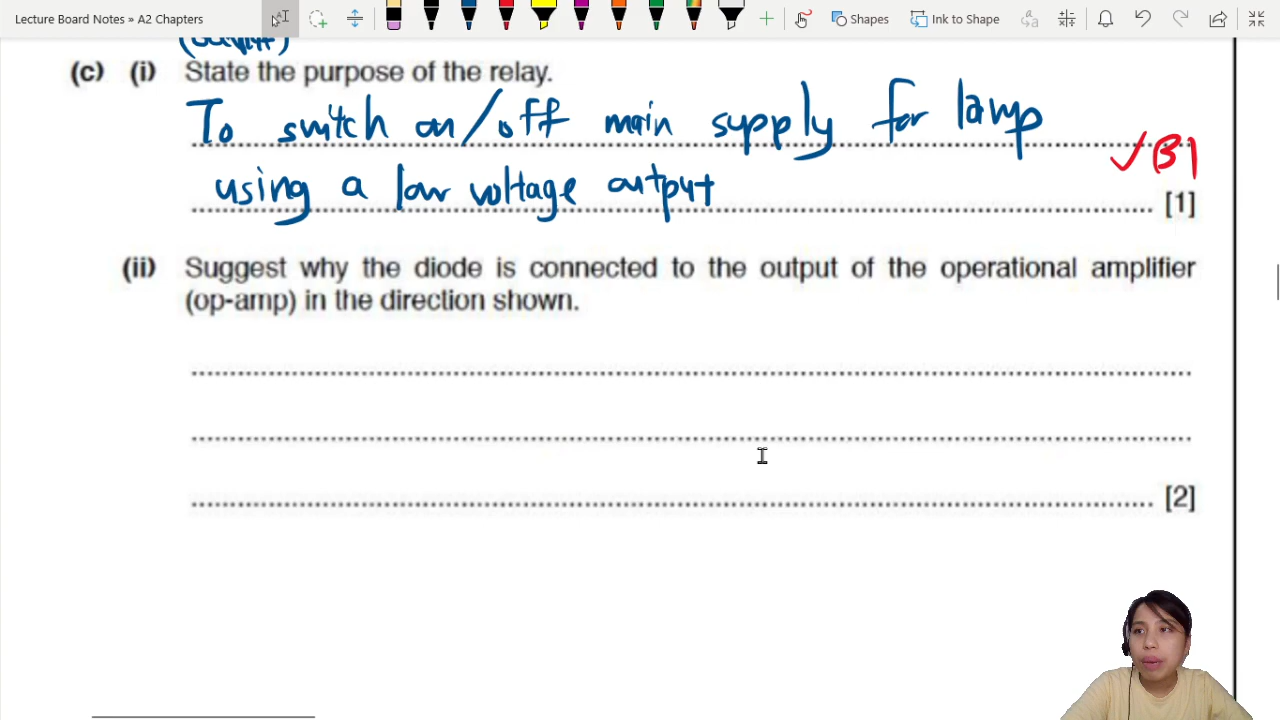 Lecture Board Notes » A2 Chapters
Shapes
Ink to Shape
(c) (i) State the purpose of the relay.
To switch on/off main supply for lamp
✓ B1
using a low voltage output
[1]
(ii) Suggest why the diode is connected to the output of the operational amplifier
(op-amp) in the direction shown.
[2]